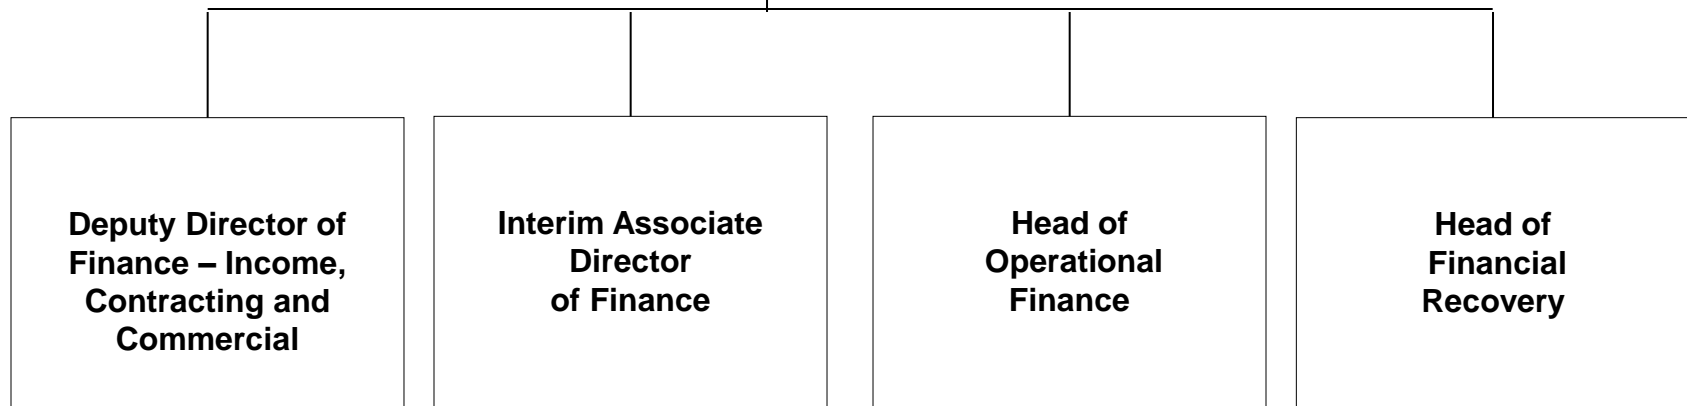 Deputy Director of
Finance – Income,
Contracting and
Commercial
Interim Associate
Director
of Finance
Head of
Operational
Finance
Head of
Financial
Recovery